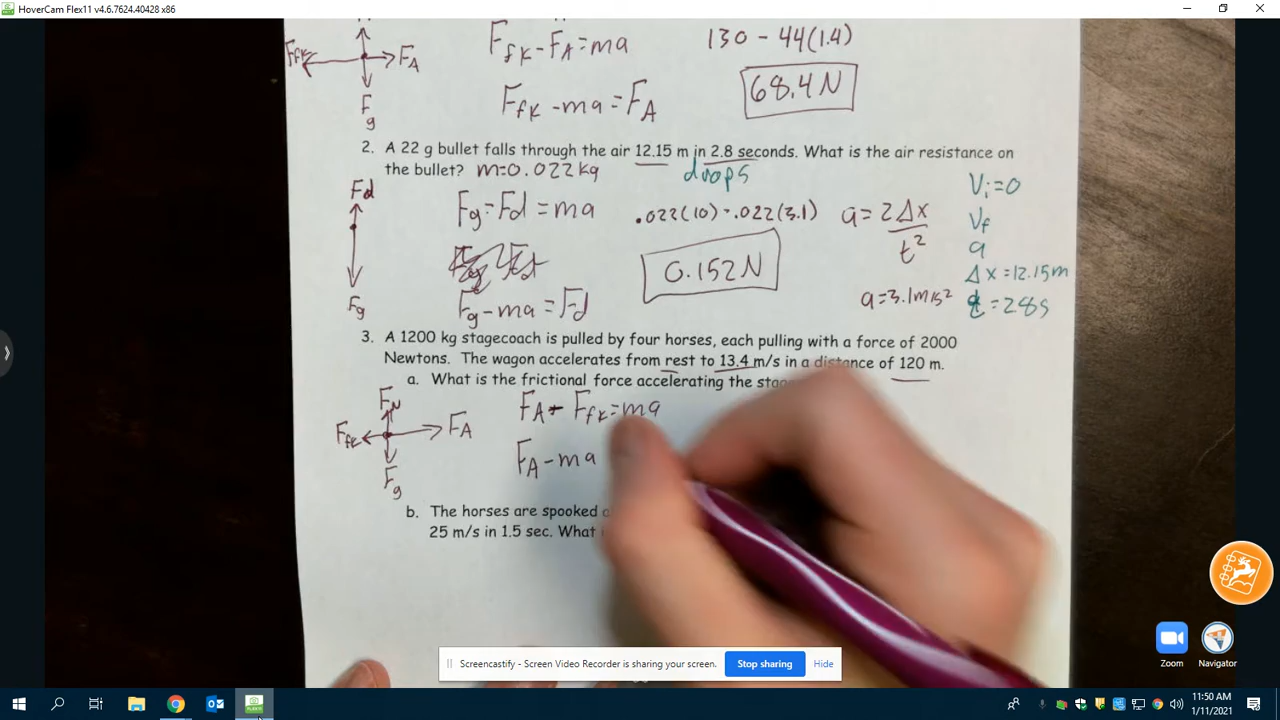 HoverCam Flex11 v4.6.7624.40428 x86
Ffk FA
Fg
Ffk - FA = ma
Ffk - ma = FA
130 - 44(1.4)
68.4 N
2. A 22 g bullet falls through the air 12.15 m in 2.8 seconds. What is the air resistance on
the bullet? m=0.022kg
drops
Fd
Fg
Fg - Fd = ma
Fg - ma = Fd
.022(10) - .022(3.1)
0.152N
a = 2Δx
t²
a = 3.1m/s²
Vi = 0
Vf
a
Δx = 12.15m
t = 2.8s
3. A 1200 kg stagecoach is pulled by four horses, each pulling with a force of 2000
Newtons. The wagon accelerates from rest to 13.4 m/s in a distance of 120 m.
a. What is the frictional force accelerating the
FN
Ffk FA
Fg
FA - Ffk = ma
FA - ma
b. The horses are spooked
25 m/s in 1.5 sec. What
Screencastify - Screen Video Recorder is sharing your screen. Stop sharing Hide
Zoom
Navigator
11:50 AM
1/11/2021